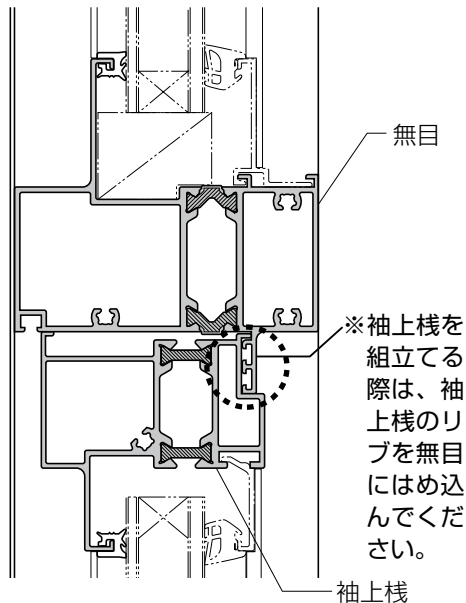 無目
※袖上桟を
組立てる
際は、袖
上桟のリ
ブを無目
にはめ込
んでくだ
さい。
袖上桟